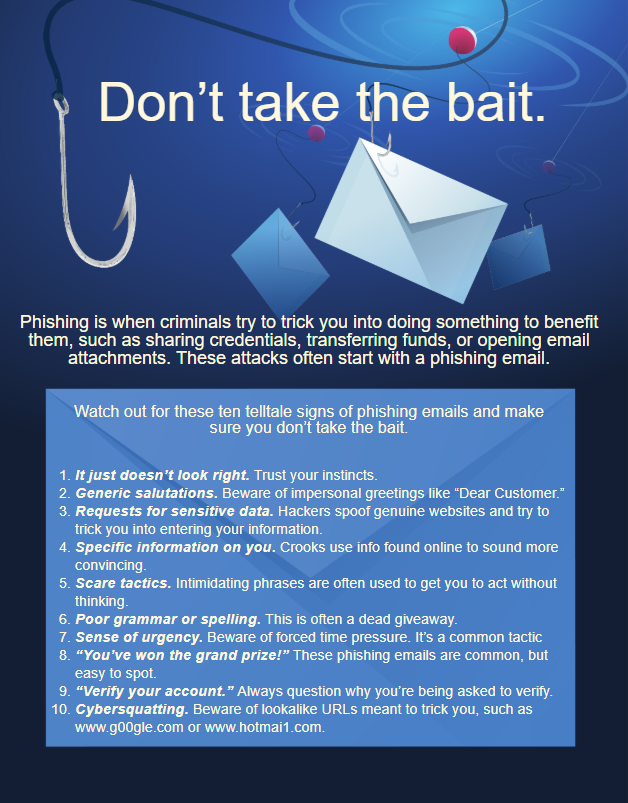 Don’t take the bait.
Phishing is when criminals try to trick you into doing something to benefit
them, such as sharing credentials, transferring funds, or opening email
attachments. These attacks often start with a phishing email.
Watch out for these ten telltale signs of phishing emails and make
sure you don’t take the bait.
1. It just doesn’t look right. Trust your instincts.
2. Generic salutations. Beware of impersonal greetings like “Dear Customer.”
3. Requests for sensitive data. Hackers spoof genuine websites and try to
trick you into entering your information.
4. Specific information on you. Crooks use info found online to sound more
convincing.
5. Scare tactics. Intimidating phrases are often used to get you to act without
thinking.
6. Poor grammar or spelling. This is often a dead giveaway.
7. Sense of urgency. Beware of forced time pressure. It’s a common tactic
8. “You’ve won the grand prize!” These phishing emails are common, but
easy to spot.
9. “Verify your account.” Always question why you’re being asked to verify.
10. Cybersquatting. Beware of lookalike URLs meant to trick you, such as
www.g00gle.com or www.hotmai1.com.